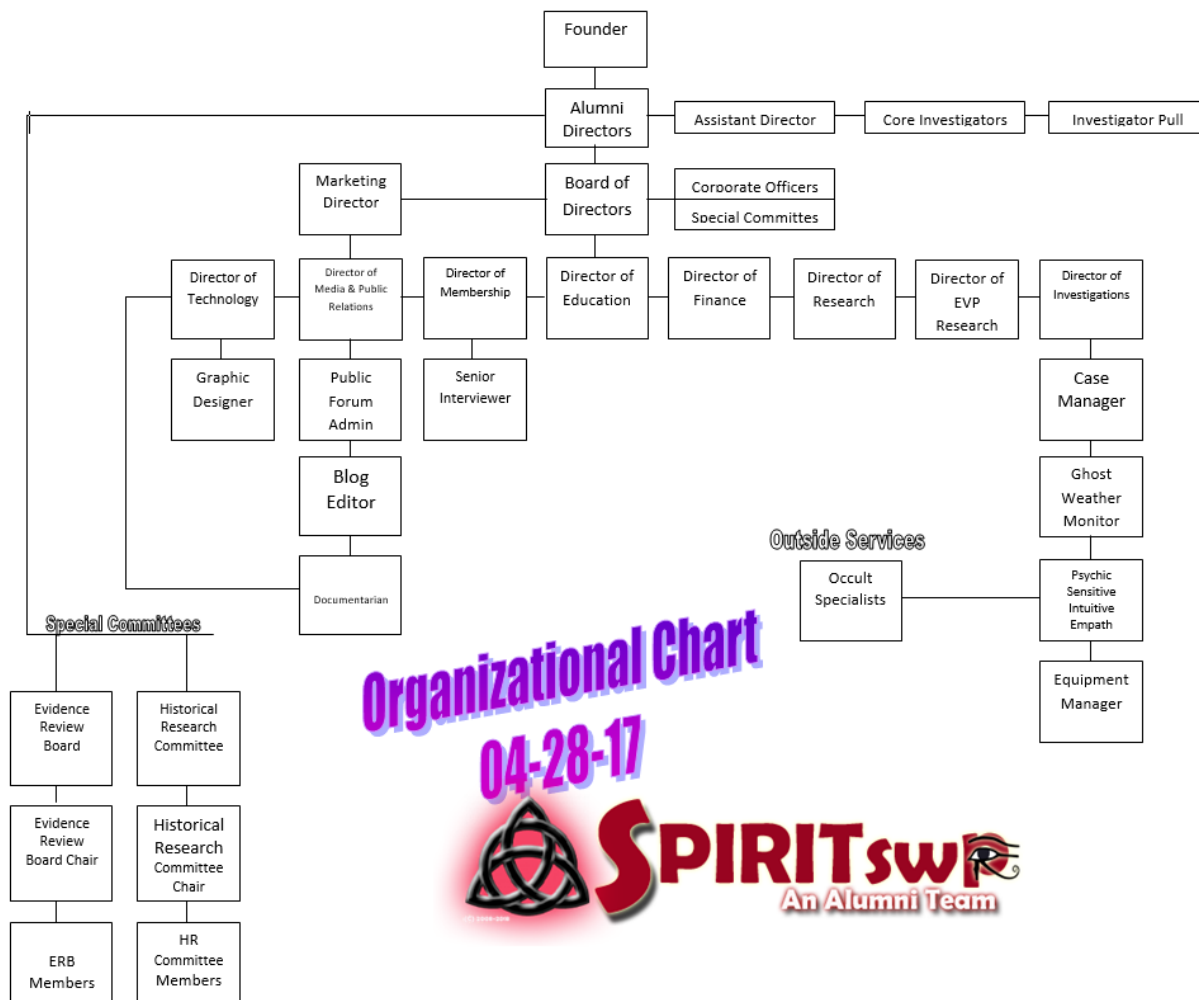 Founder
Alumni
Directors
Assistant Director
Core Investigators
Investigator Pull
Marketing
Director
Board of
Directors
Corporate Officers
Special Committes
Director of
Technology
Director of
Media & Public
Relations
Director of
Membership
Director of
Education
Director of
Finance
Director of
Research
Director of
EVP
Research
Director of
Investigations
Graphic
Designer
Public
Forum
Admin
Senior
Interviewer
Case
Manager
Blog
Editor
Ghost
Weather
Monitor
Outside Services
Documentarian
Occult
Specialists
Psychic
Sensitive
Intuitive
Empath
Special Committees
Equipment
Manager
Evidence
Review
Board
Historical
Research
Committee
Evidence
Review
Board Chair
Historical
Research
Committee
Chair
ERB
Members
HR
Committee
Members
Organizational Chart
04-28-17
SPIRITswp
An Alumni Team